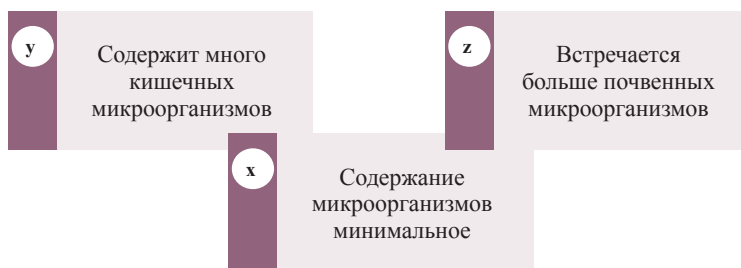 y
Содержит много
кишечных
микроорганизмов
z
Встречается
больше почвенных
микроорганизмов
x
Содержание
микроорганизмов
минимальное